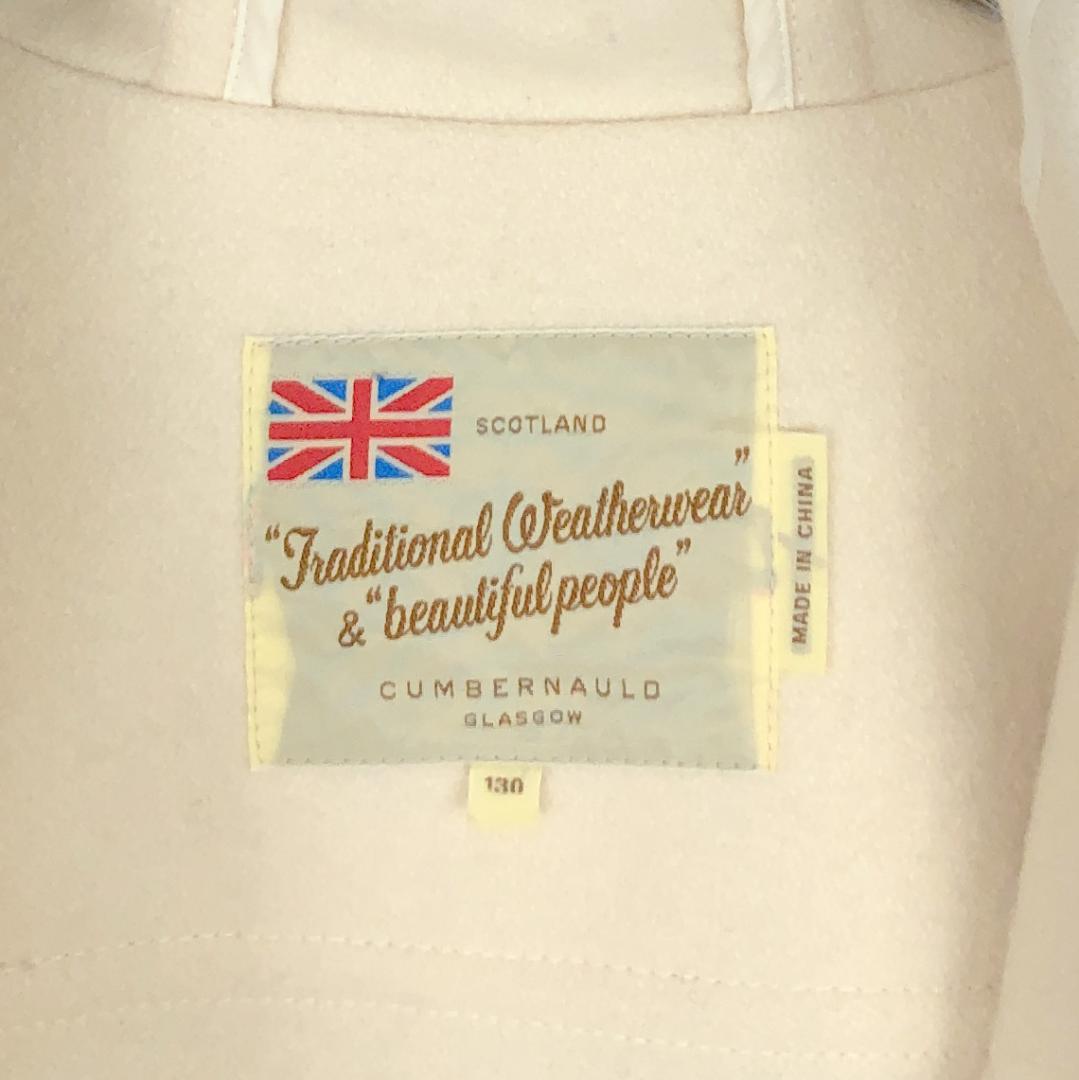 SCOTLAND
"Traditional Weatherwear"
& "beautiful people"
CUMBERNAULD
GLASGOW
MADE IN CHINA
130